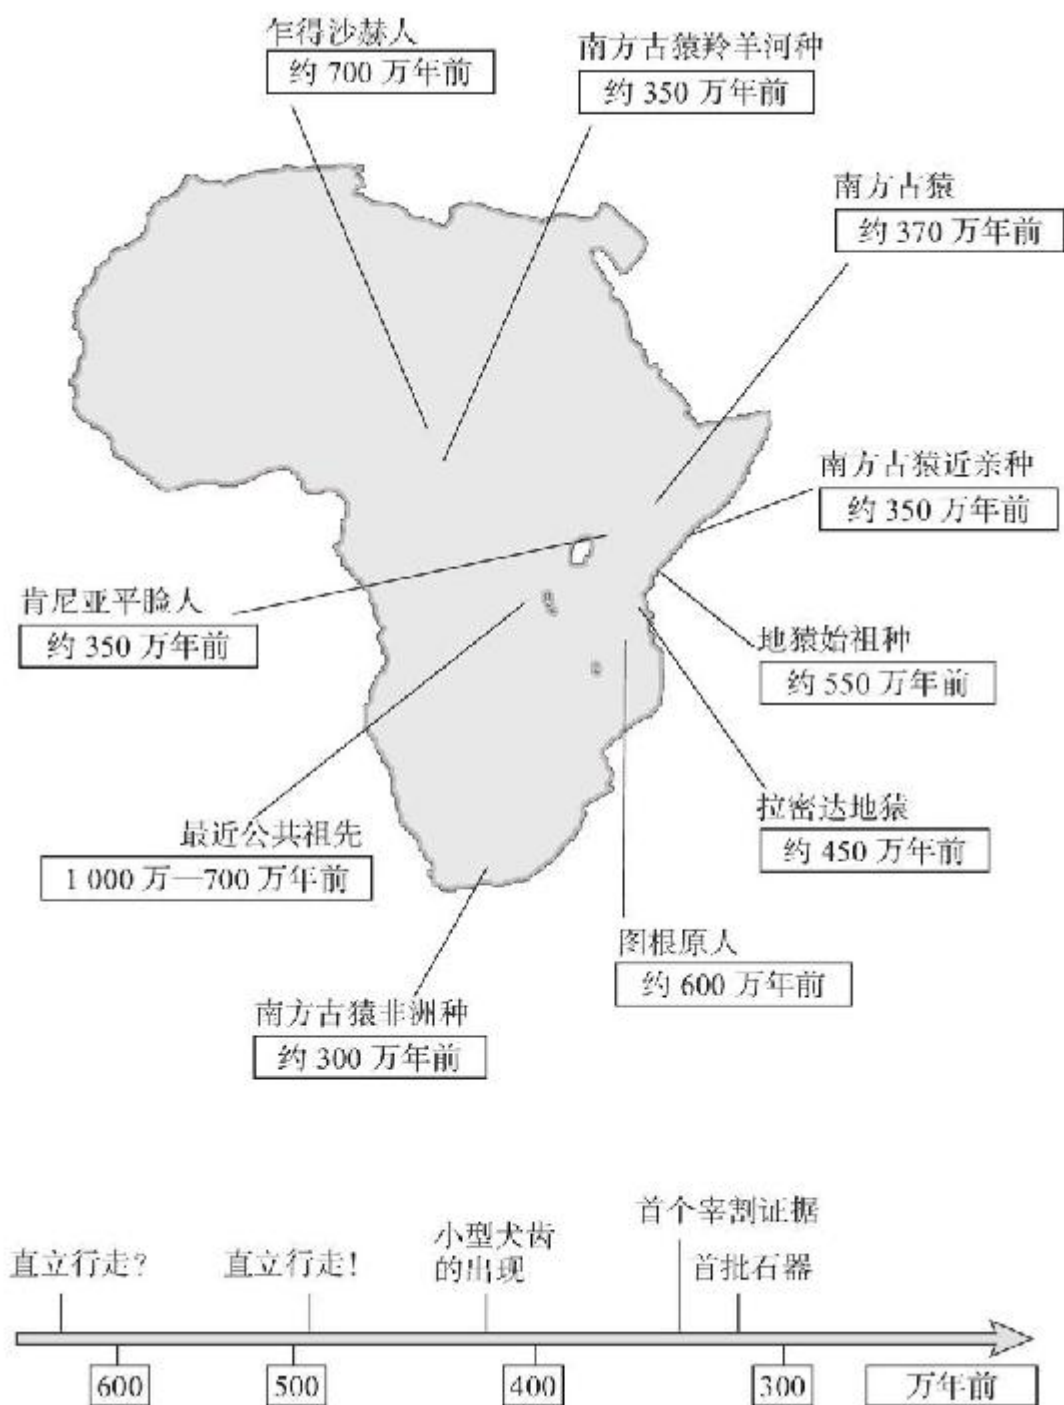 乍得沙赫人
约 700 万年前
南方古猿羚羊河种
约 350 万年前
南方古猿
约 370 万年前
南方古猿近亲种
约 350 万年前
肯尼亚平脸人
约 350 万年前
地猿始祖种
约 550 万年前
拉密达地猿
约 450 万年前
最近公共祖先
1 000 万—700 万年前
图根原人
约 600 万年前
南方古猿非洲种
约 300 万年前
直立行走?
直立行走!
小型犬齿
的出现
首个宰割证据
首批石器
600
500
400
300
万年前